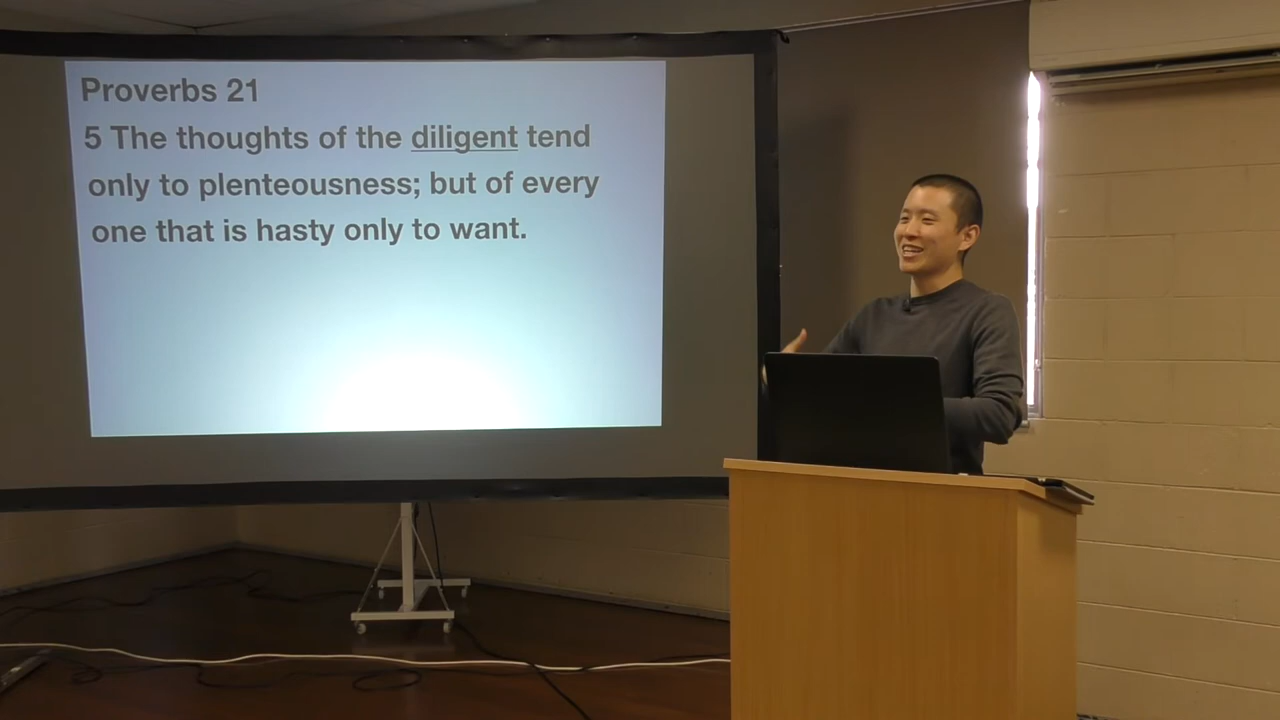 Proverbs 21
5 The thoughts of the diligent tend
only to plenteousness; but of every
one that is hasty only to want.